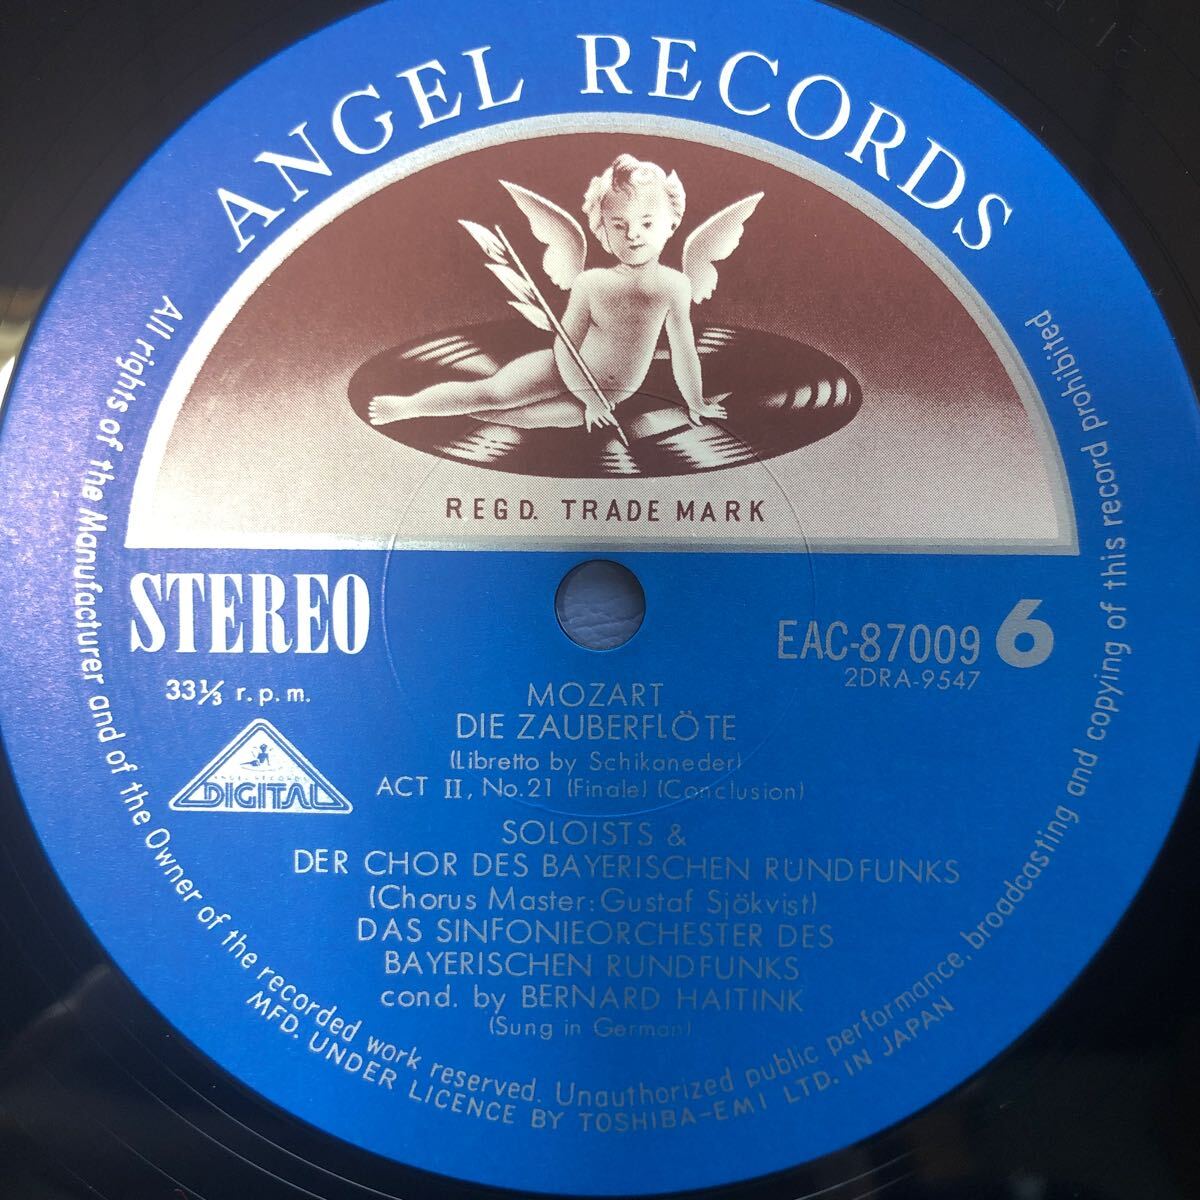 ANGEL RECORDS
REGD. TRADE MARK
STEREO
33⅓ r.p.m.
EAC-87009 6
2DRA-9547
ANGEL RECORDS
DIGITAL
MOZART
DIE ZAUBERFLÖTE
(Libretto by Schikaneder)
ACT II, No.21 (Finale) (Conclusion)
SOLOISTS &
DER CHOR DES BAYERISCHEN RUNDFUNKS
(Chorus Master: Gustaf Sjökvist)
DAS SINFONIEORCHESTER DES
BAYERISCHEN RUNDFUNKS
cond. by BERNARD HAITINK
(Sung in German)
All rights of the Manufacturer and of the Owner of the recorded work reserved. Unauthorized public performance, broadcasting and copying of this record prohibited
MFD. UNDER LICENCE BY TOSHIBA-EMI LTD. IN JAPAN